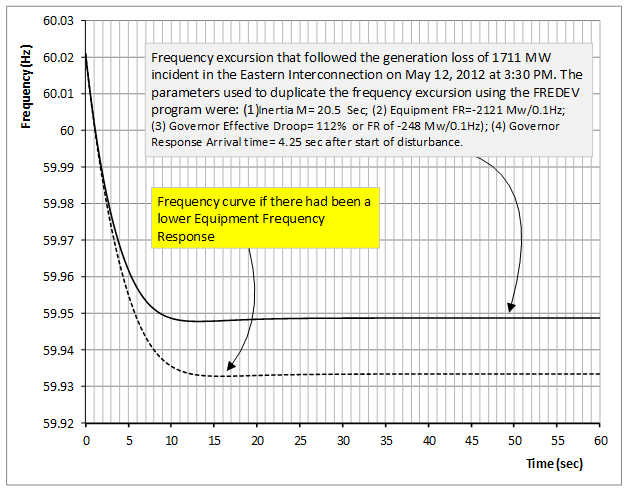 60.03
60.02
60.01
60
59.99
59.98
59.97
59.96
59.95
59.94
59.93
59.92
Frequency (Hz)
Frequency excursion that followed the generation loss of 1711 MW
incident in the Eastern Interconnection on May 12, 2012 at 3:30 PM. The
parameters used to duplicate the frequency excursion using the FREDEV
program were: (1)Inertia M= 20.5 Sec; (2) Equipment FR=-2121 Mw/0.1Hz;
(3) Governor Effective Droop= 112% or FR of -248 Mw/0.1Hz); (4) Governor
Response Arrival time= 4.25 sec after start of disturbance.
Frequency curve if there had been a
lower Equipment Frequency
Response
0 5 10 15 20 25 30 35 40 45 50 55 60
Time (sec)